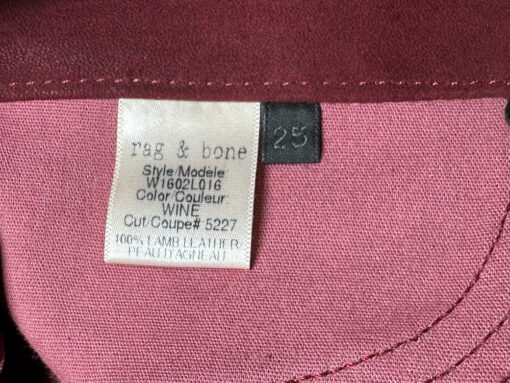 rag & bone
Style/Modele
W1602L016
Color/Couleur:
WINE
Cut/Coupe# 5227
100% LAMB LEATHER/
PEAU D'AGNEAU
25